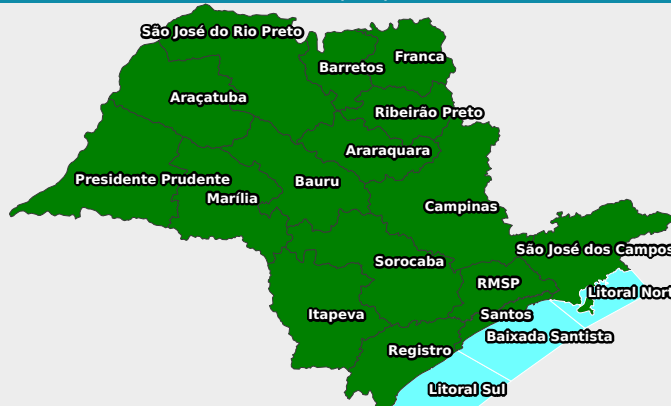 São José do Rio Preto
Franca
Barretos
Araçatuba
Ribeirão Preto
Araraquara
Presidente Prudente
Bauru
Marília
Campinas
São José dos Campos
Sorocaba
RMSP
Litoral Nort
Itapeva
Santos
Baixada Santista
Registro
Litoral Sul